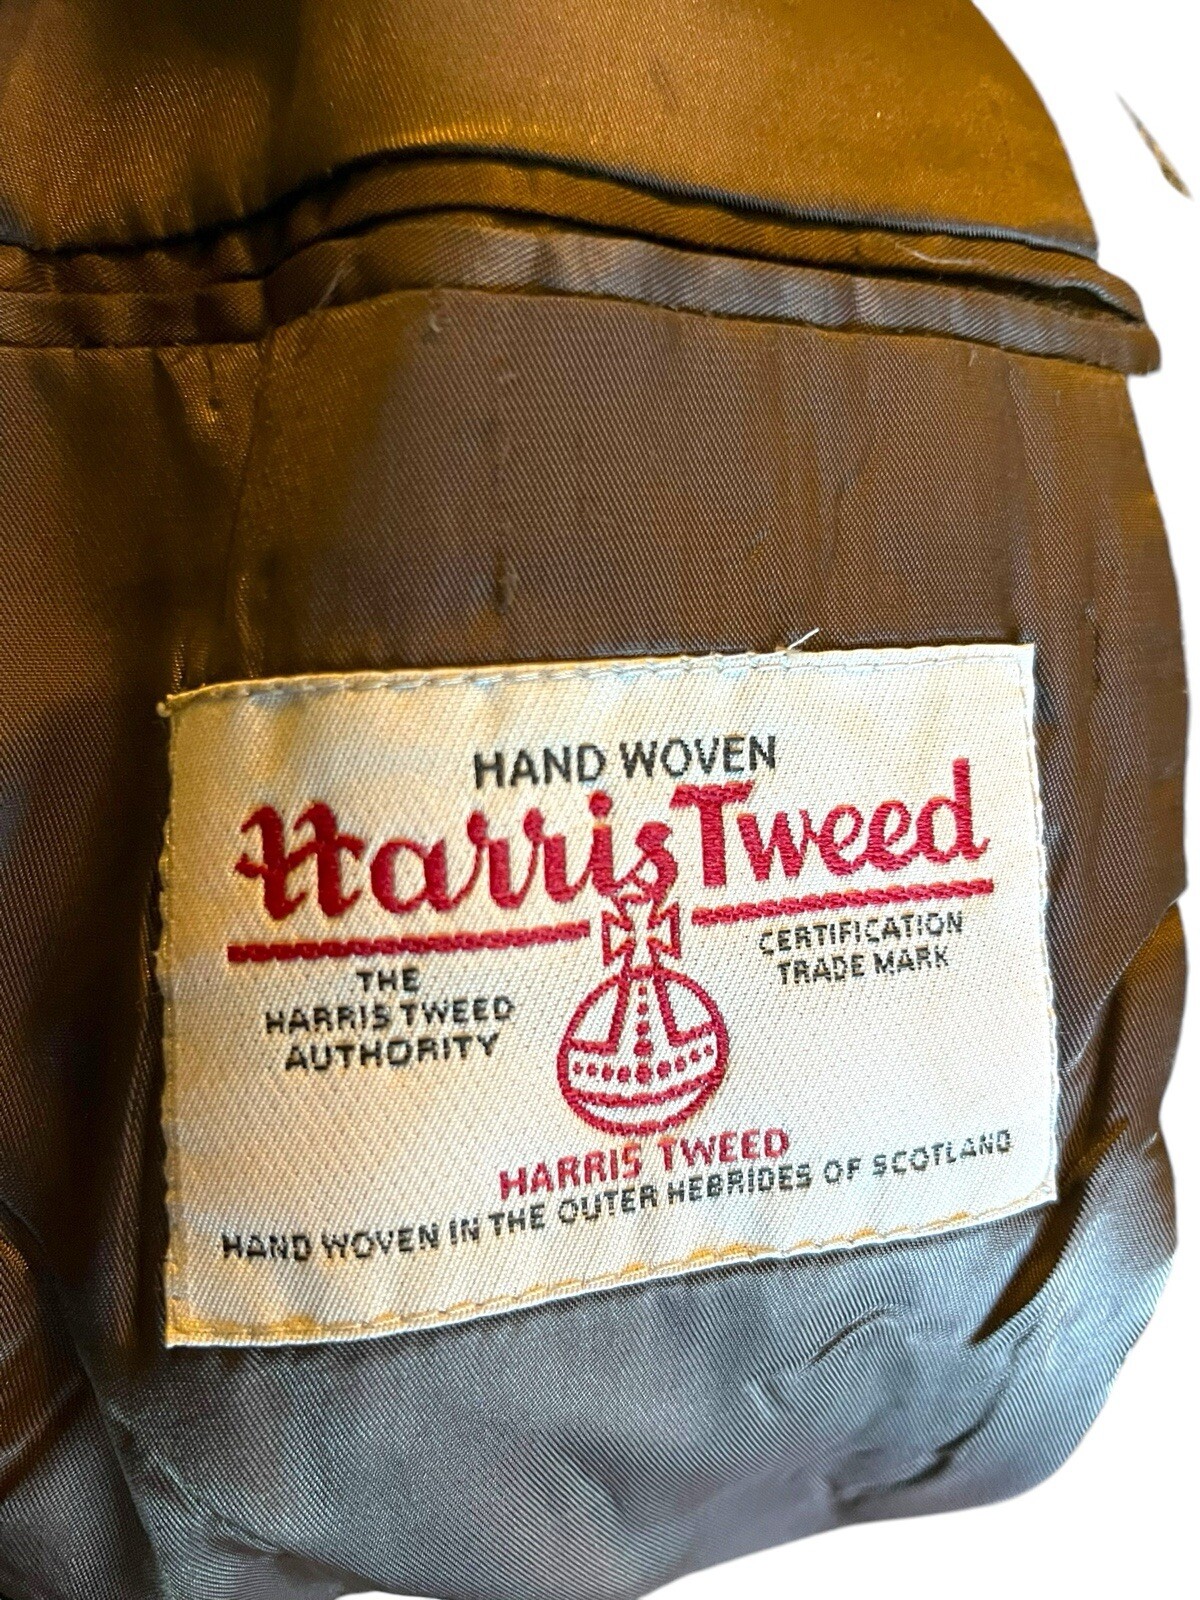 HAND WOVEN
Harris Tweed
THE
HARRIS TWEED
AUTHORITY
CERTIFICATION
TRADE MARK
HARRIS TWEED
HAND WOVEN IN THE OUTER HEBRIDES OF SCOTLAND